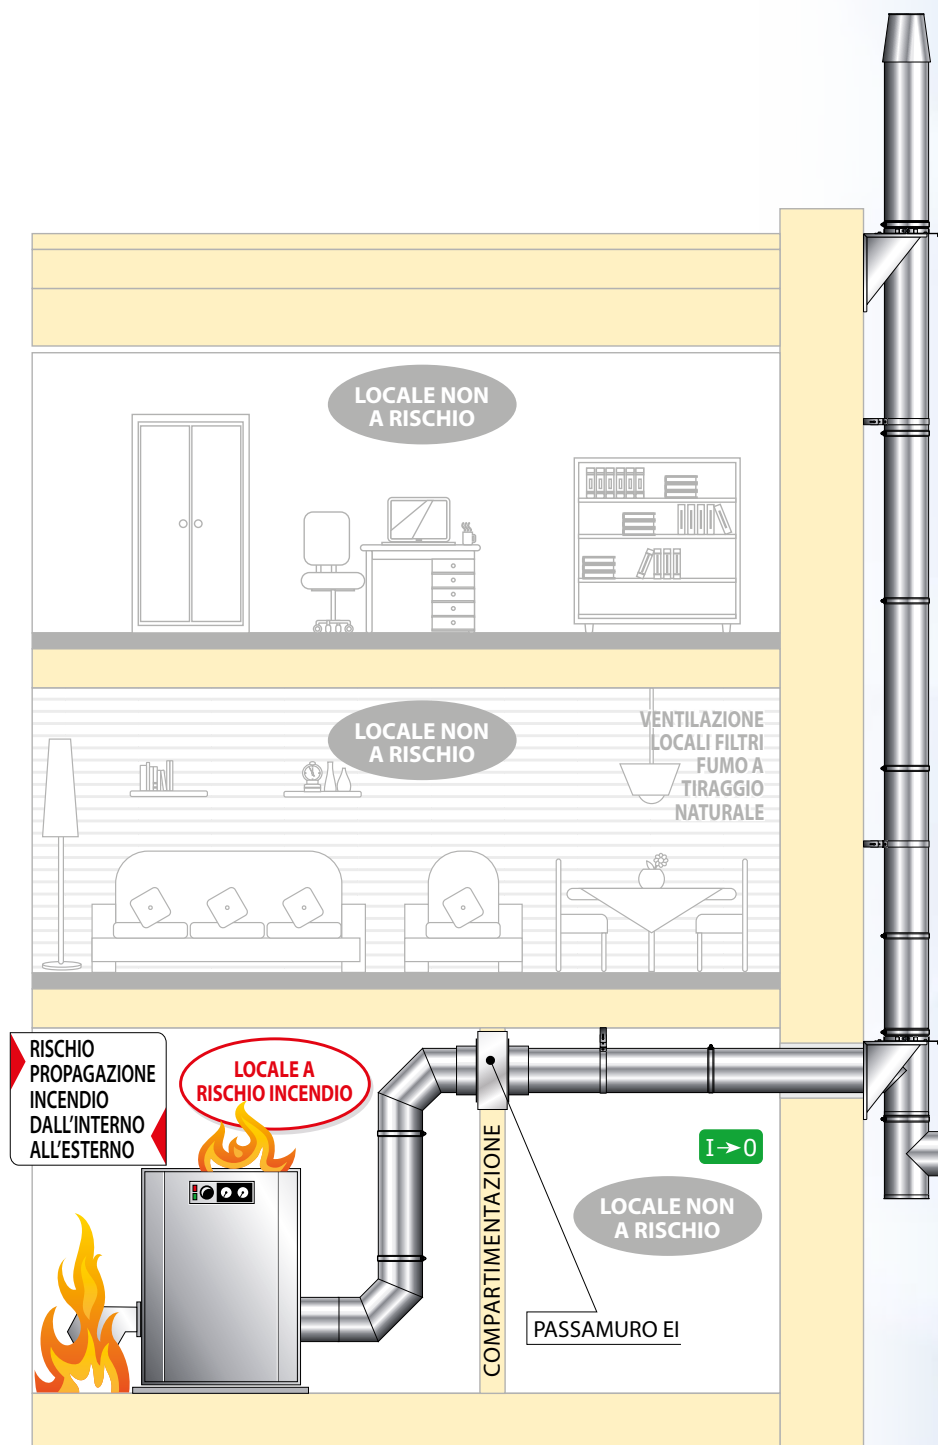 LOCALE NON
A RISCHIO
LOCALE NON
A RISCHIO
VENTILAZIONE
LOCALI FILTRI
FUMO A
TIRAGGIO
NATURALE
RISCHIO
PROPAGAZIONE
INCENDIO
DALL'INTERNO
ALL'ESTERNO
LOCALE A
RISCHIO INCENDIO
COMPARTIMENTAZIONE
I➔O
LOCALE NON
A RISCHIO
PASSAMURO EI